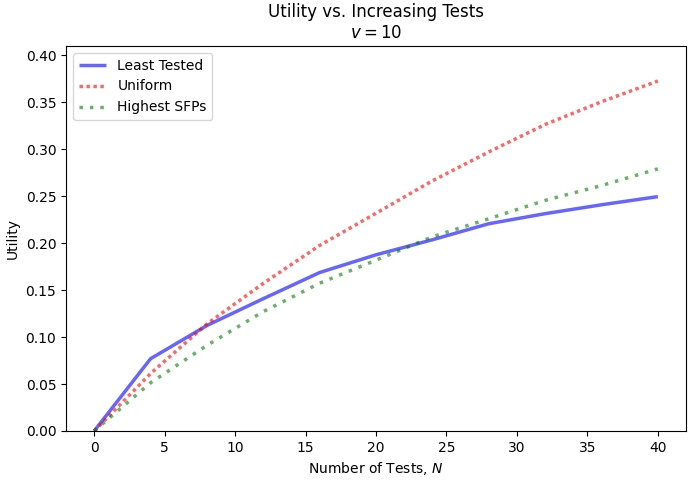 Utility vs. Increasing Tests
v = 10
0.40
0.35
0.30
0.25
0.20
0.15
0.10
0.05
0.00
Utility
Least Tested
Uniform
Highest SFPs
0 5 10 15 20 25 30 35 40
Number of Tests, N